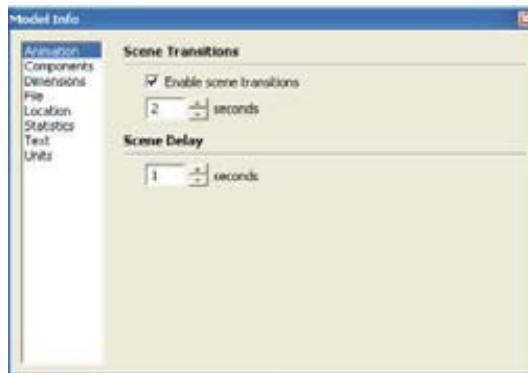 Model Info
Animation
Components
Dimensions
File
Location
Statistics
Text
Units
Scene Transitions
Enable scene transitions
2 seconds
Scene Delay
1 seconds